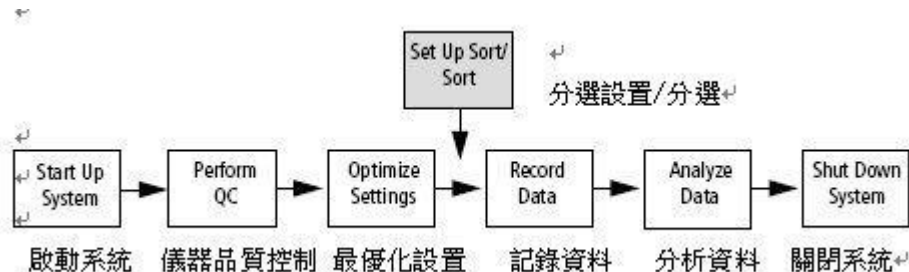 Set Up Sort/
Sort
分選設置/分選
Start Up
System
Perform
QC
Optimize
Settings
Record
Data
Analyze
Data
Shut Down
System
啟動系統
儀器品質控制
最優化設置
記錄資料
分析資料
關閉系統